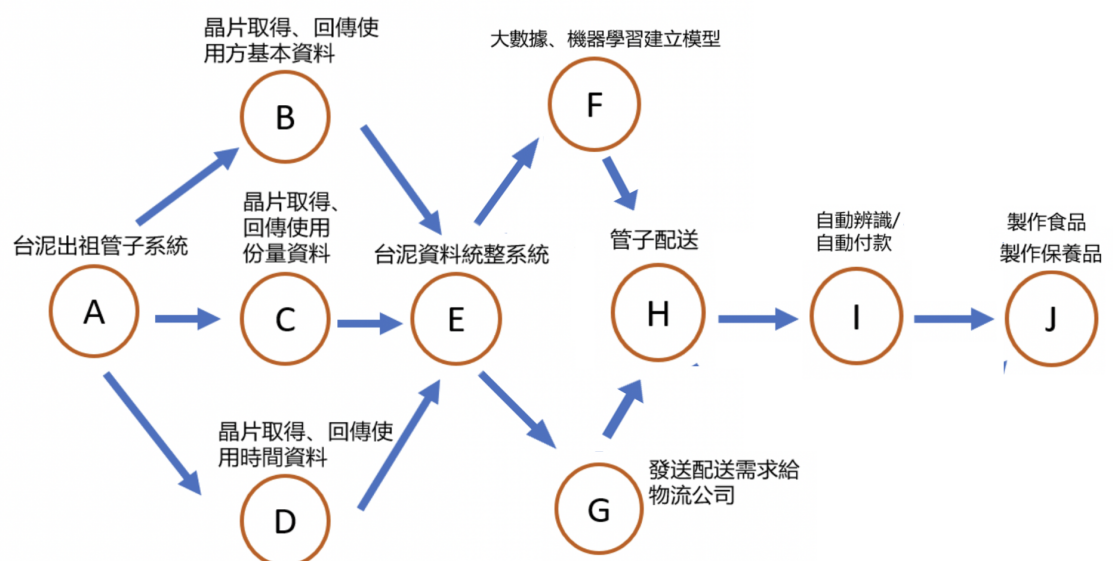 晶片取得、回傳使
用方基本資料
B
大數據、機器學習建立模型
F
台泥出祖管子系統
A
晶片取得、
回傳使用
份量資料
C
台泥資料統整系統
E
管子配送
H
自動辨識/
自動付款
I
製作食品
製作保養品
J
晶片取得、回傳使
用時間資料
D
G
發送配送需求給
物流公司